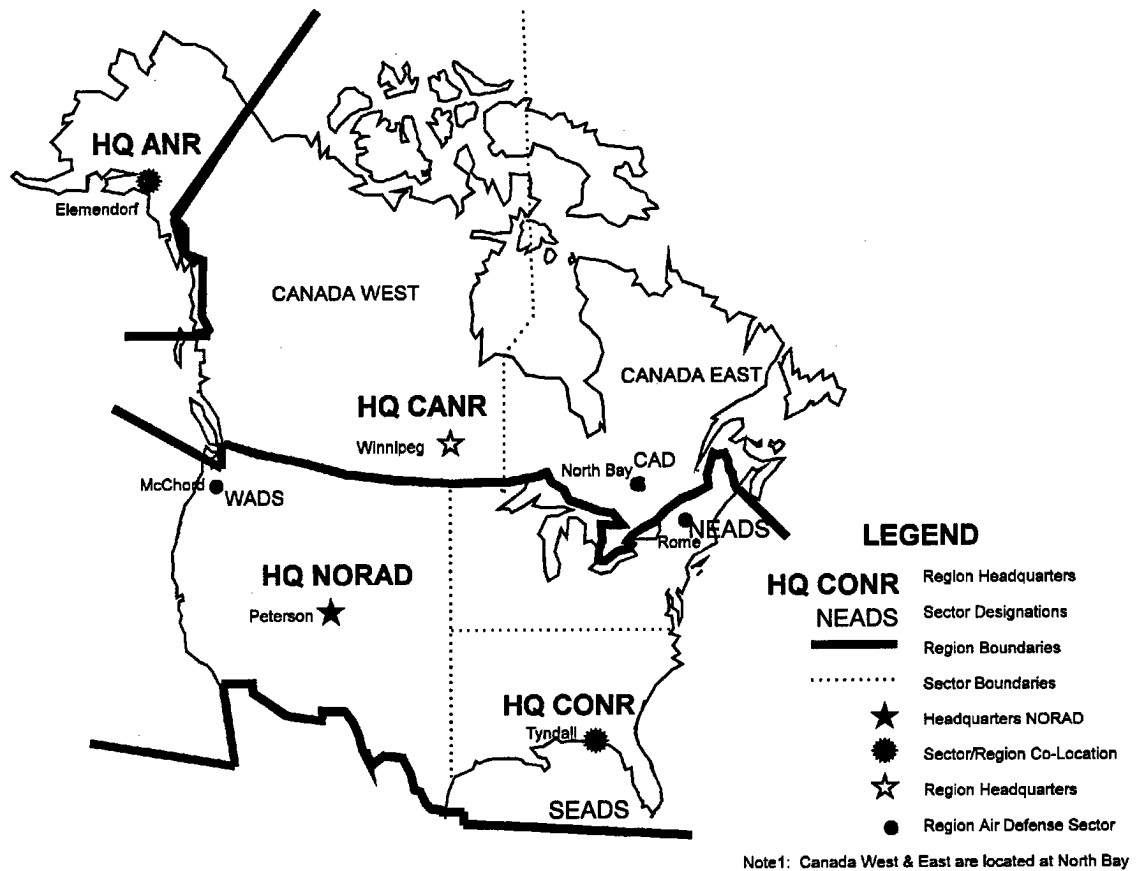 HQ ANR
Elemendorf
CANADA WEST
CANADA EAST
HQ CANR
Winnipeg
North Bay
CAD
McChord
WADS
NEADS
Rome
HQ NORAD
Peterson
HQ CONR
Tyndall
SEADS
LEGEND
HQ CONR Region Headquarters
NEADS Sector Designations
Region Boundaries
Sector Boundaries
Headquarters NORAD
Sector/Region Co-Location
Region Headquarters
Region Air Defense Sector
Note1: Canada West & East are located at North Bay